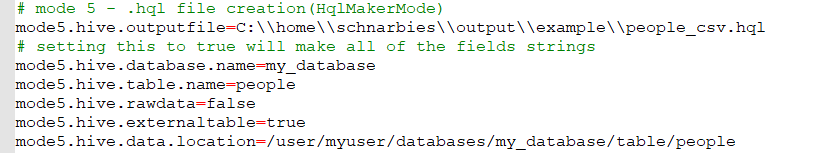 # mode 5 - .hql file creation(HqlMakerMode)
mode5.hive.outputfile=C:\\home\\schnarbies\\output\\example\\people_csv.hql
# setting this to true will make all of the fields strings
mode5.hive.database.name=my_database
mode5.hive.table.name=people
mode5.hive.rawdata=false
mode5.hive.externaltable=true
mode5.hive.data.location=/user/myuser/databases/my_database/table/people